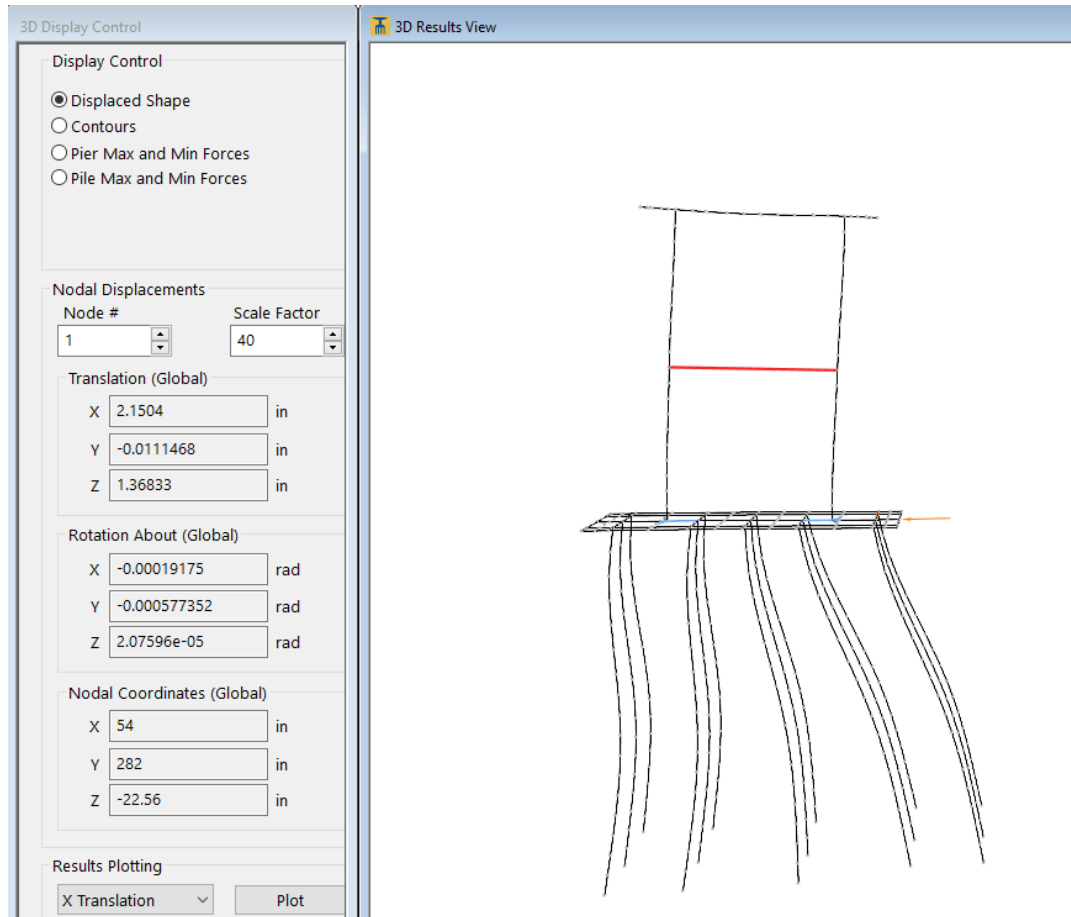 3D Display Control
Display Control
Displaced Shape
Contours
Pier Max and Min Forces
Pile Max and Min Forces
Nodal Displacements
Node # Scale Factor
1 40
Translation (Global)
X 2.1504 in
Y -0.0111468 in
Z 1.36833 in
Rotation About (Global)
X -0.00019175 rad
Y -0.000577352 rad
Z 2.07596e-05 rad
Nodal Coordinates (Global)
X 54 in
Y 282 in
Z -22.56 in
Results Plotting
X Translation Plot
3D Results View